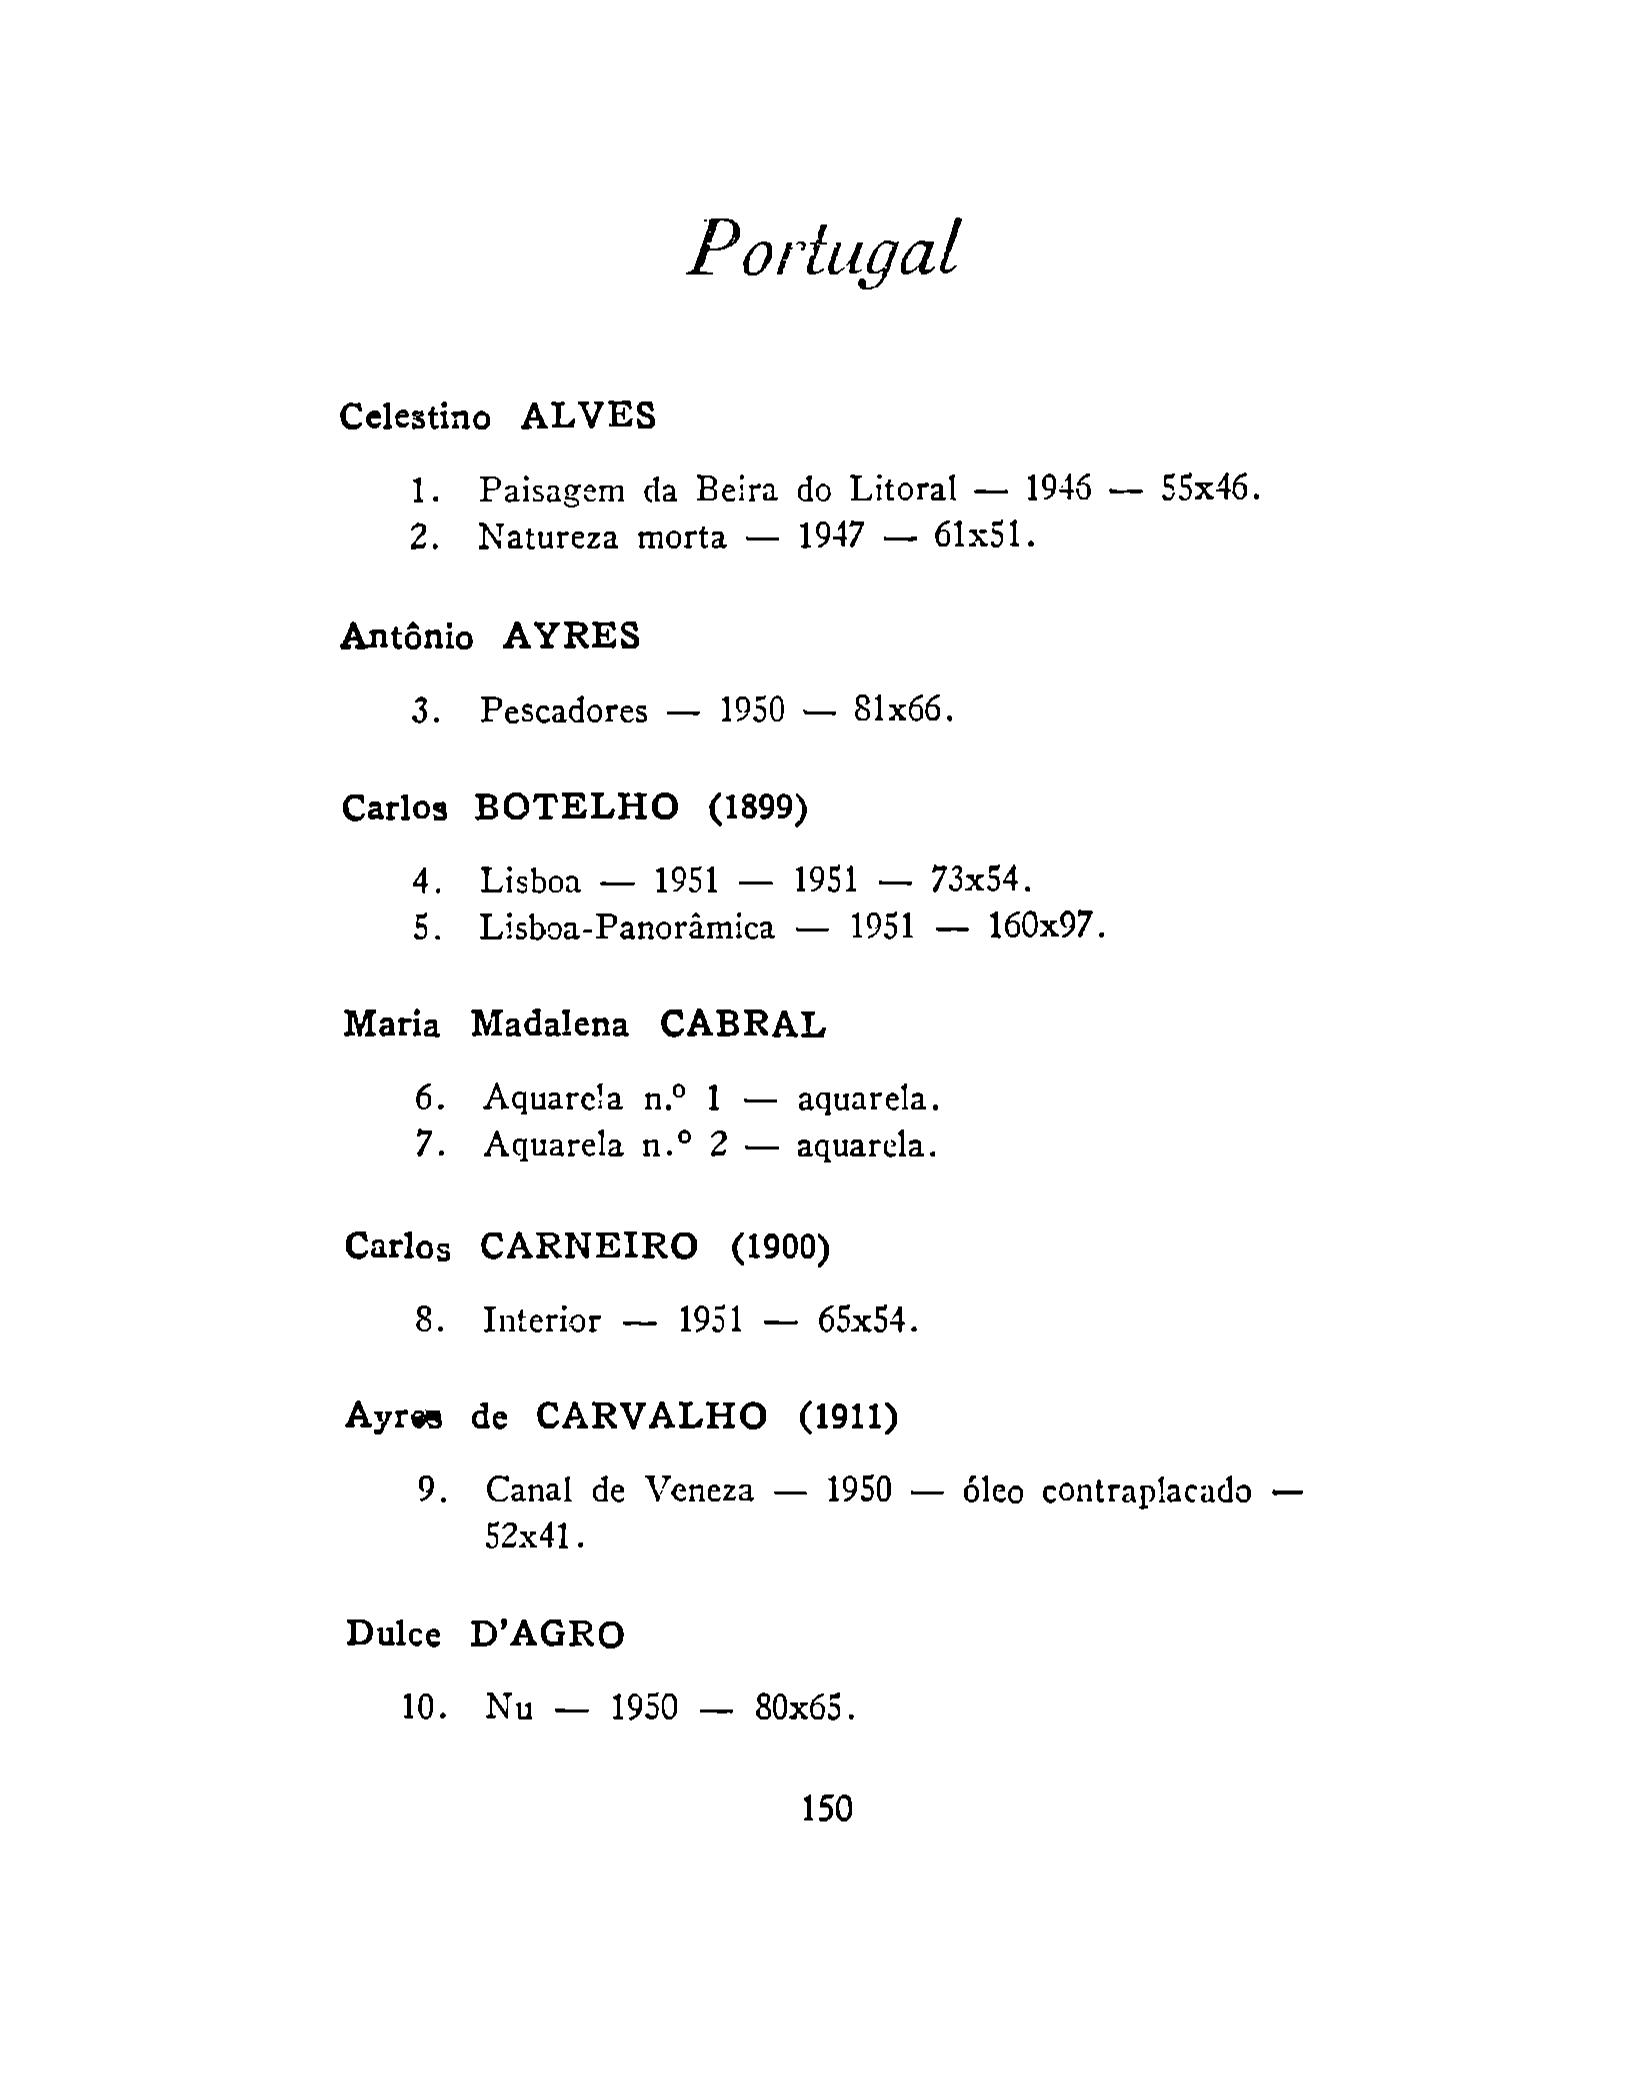 Portugal
Celestino ALVES
1. Paisagem da Beira do Litoral — 1946 — 55x46.
2. Natureza morta — 1947 — 61x51.
Antônio AYRES
3. Pescadores — 1950 — 81x66.
Carlos BOTELHO (1899)
4. Lisboa — 1951 — 1951 — 73x54.
5. Lisboa-Panorâmica — 1951 — 160x97.
Maria Madalena CABRAL
6. Aquarela n.º 1 — aquarela.
7. Aquarela n.º 2 — aquarela.
Carlos CARNEIRO (1900)
8. Interior — 1951 — 65x54.
Ayres de CARVALHO (1911)
9. Canal de Veneza — 1950 — óleo contraplacado —
52x41.
Dulce D'AGRO
10. Nu — 1950 — 80x65.
150